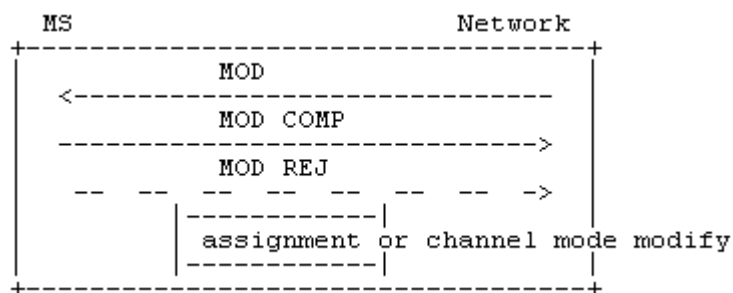 MS Network
MOD
MOD COMP
MOD REJ
assignment or channel mode modify